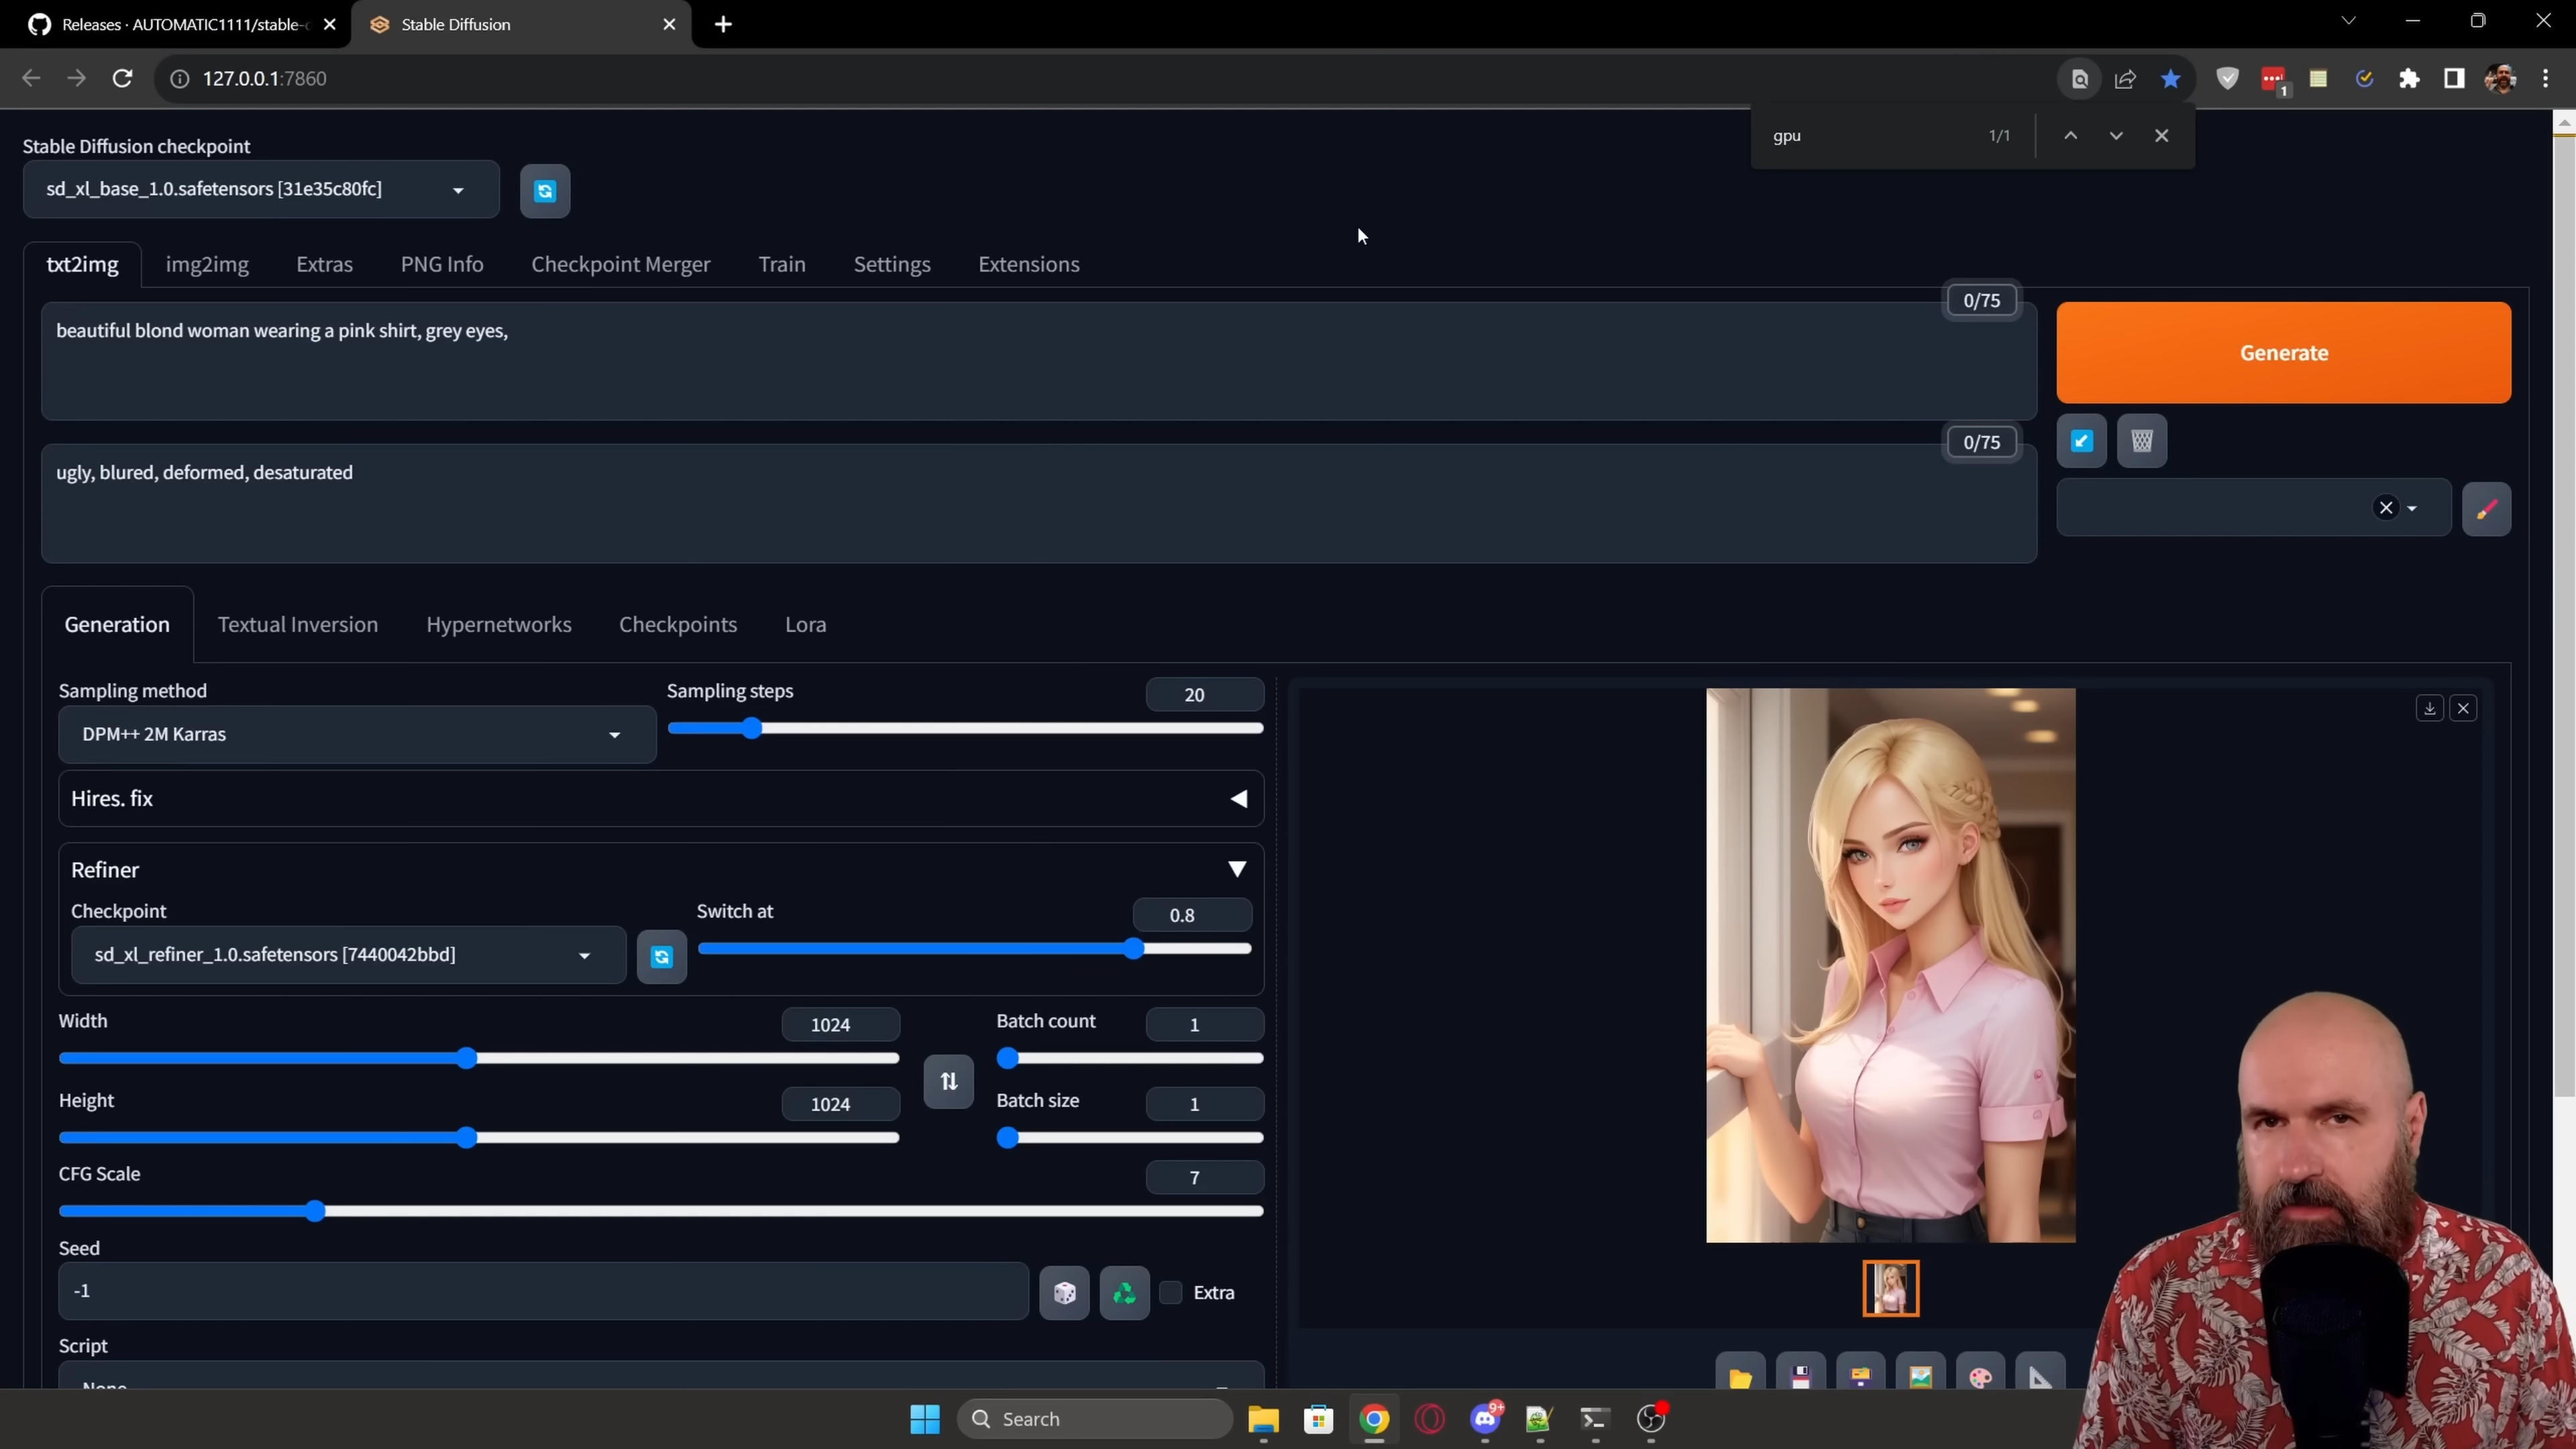 Releases · AUTOMATIC1111/stable-
Stable Diffusion
127.0.0.1:7860
1
gpu
1/1
Stable Diffusion checkpoint
sd_xl_base_1.0.safetensors [31e35c80fc]
txt2img
img2img
Extras
PNG Info
Checkpoint Merger
Train
Settings
Extensions
0/75
beautiful blond woman wearing a pink shirt, grey eyes,
Generate
0/75
ugly, blured, deformed, desaturated
Generation
Textual Inversion
Hypernetworks
Checkpoints
Lora
Sampling method
Sampling steps
20
DPM++ 2M Karras
Hires. fix
Refiner
Checkpoint
Switch at
0.8
sd_xl_refiner_1.0.safetensors [7440042bbd]
Width
1024
Batch count
1
Height
1024
Batch size
1
CFG Scale
7
Seed
-1
Extra
Script
None
Search
9+